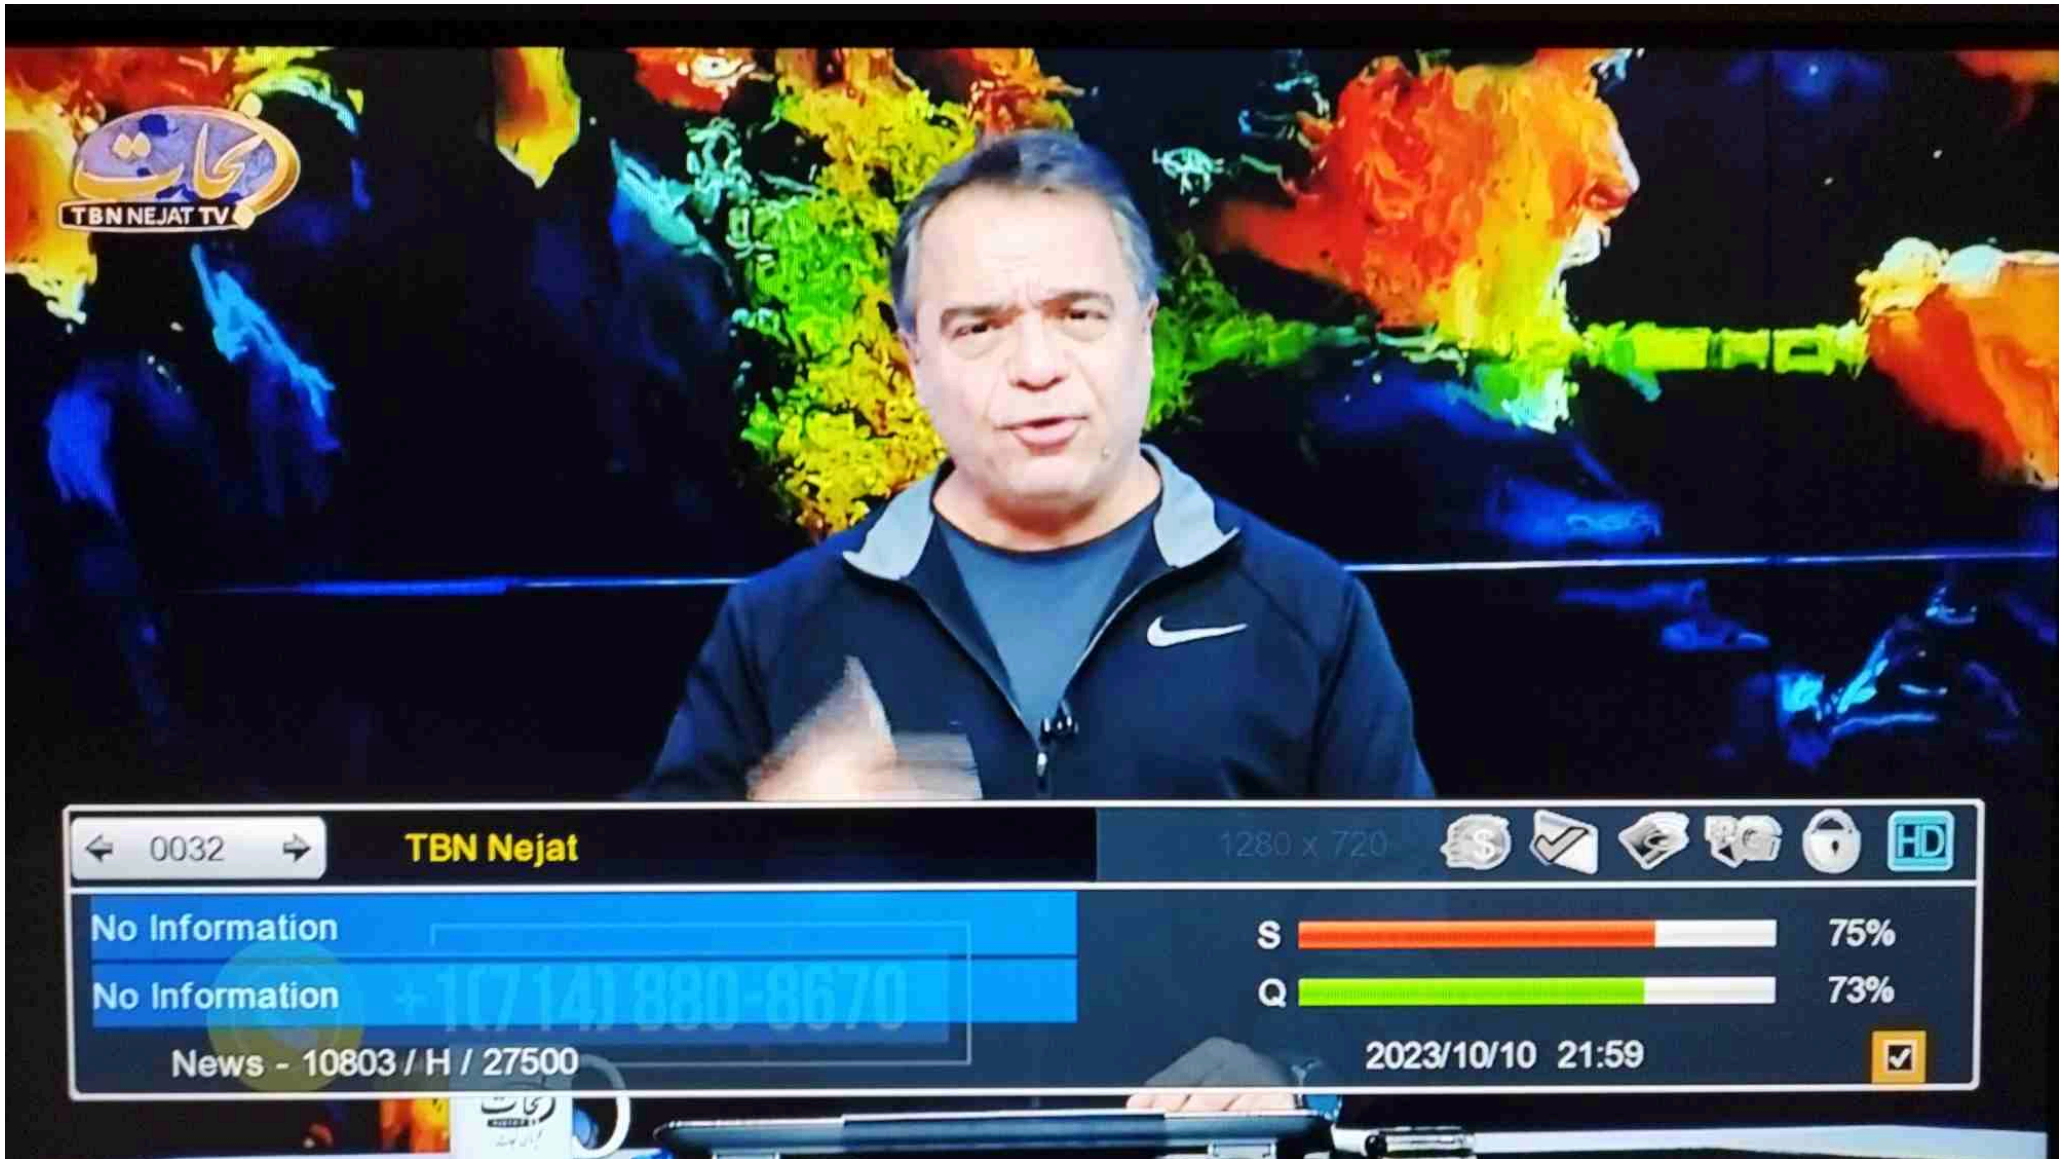 نجات
TBN NEJAT TV
0032
TBN Nejat
1280 x 720
$
HD
No Information
S
75%
No Information
+1(714) 880-8670
Q
73%
News - 10803 / H / 27500
2023/10/10 21:59
نجات